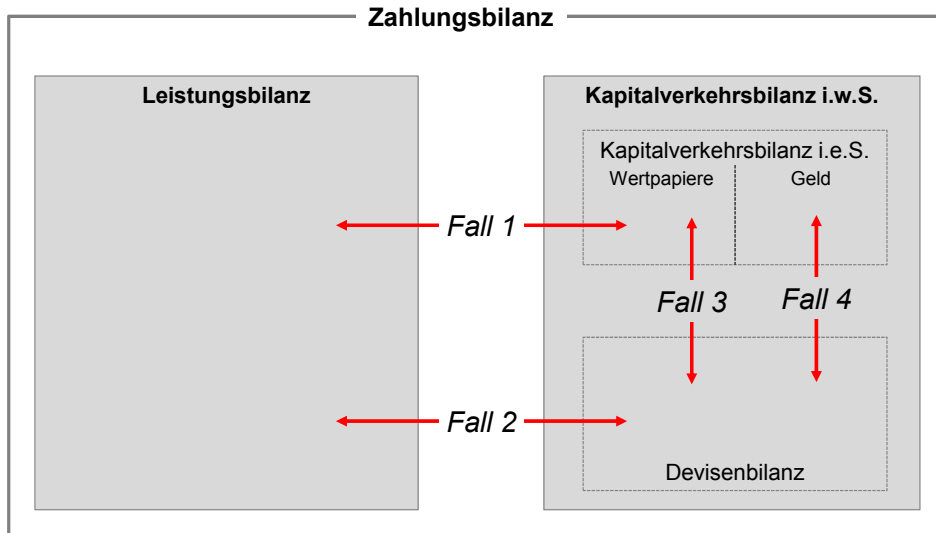 Zahlungsbilanz
Leistungsbilanz
Kapitalverkehrsbilanz i.w.S.
Kapitalverkehrsbilanz i.e.S.
Wertpapiere
Geld
Fall 1
Fall 3
Fall 4
Fall 2
Devisenbilanz